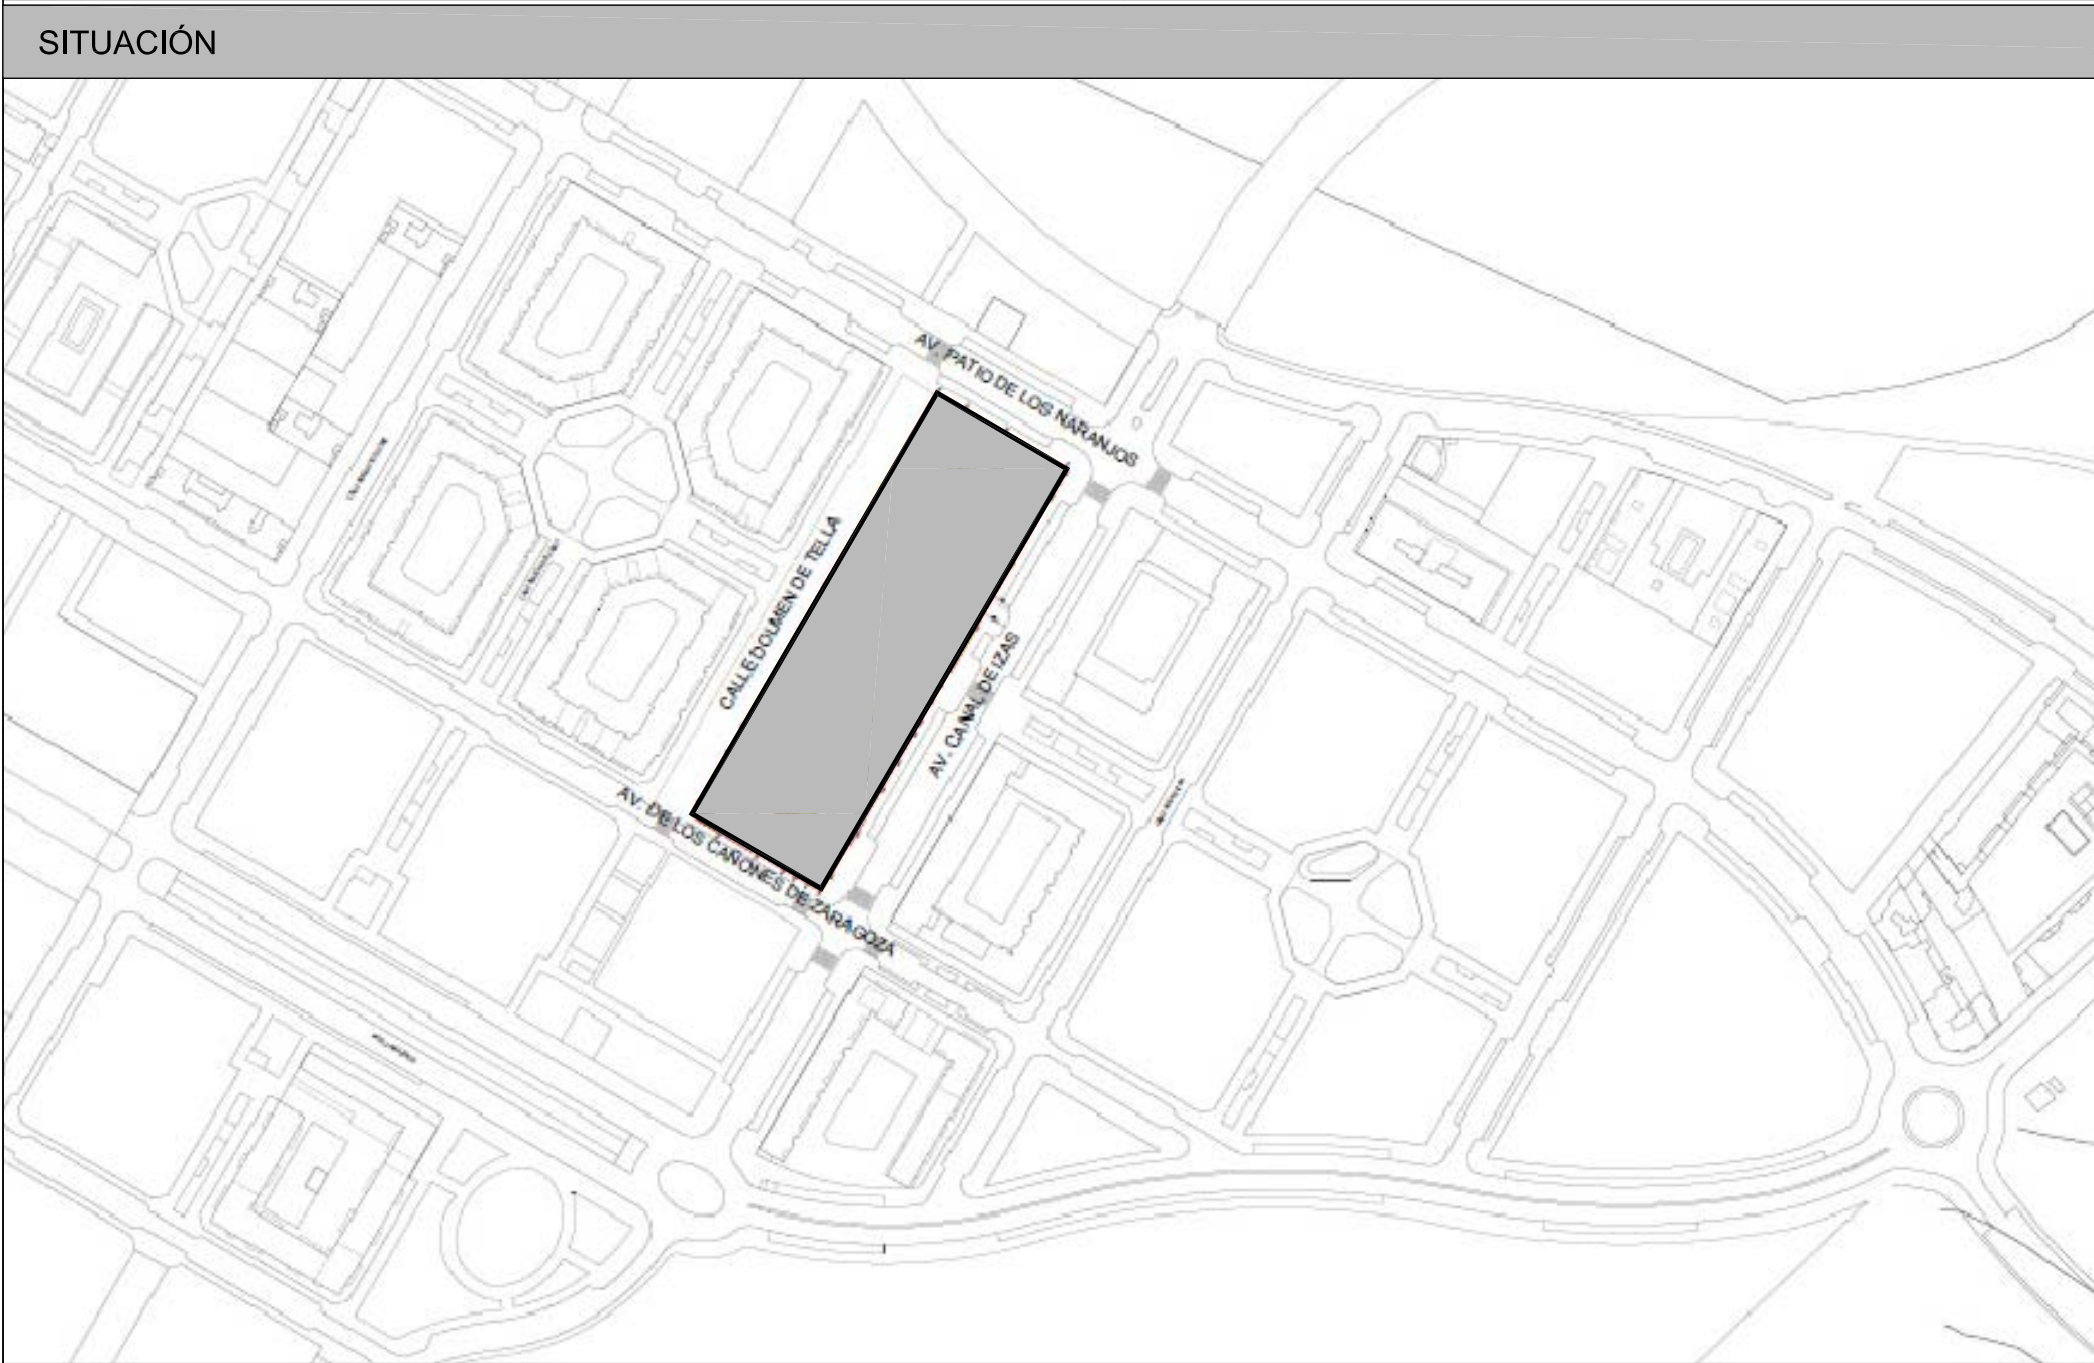 SITUACIÓN
AV. PATIO DE LOS NARANJOS
CALLE DOLMEN DE TELLA
AV. CANAL DE IZAS
AV. DE LOS CAÑONES DE ZARAGOZA